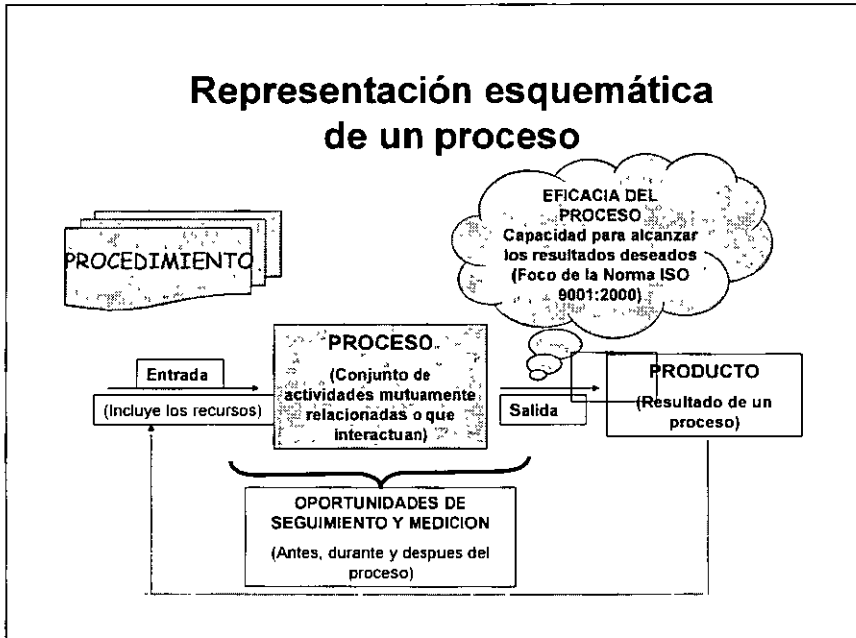 Representación esquemática
de un proceso
EFICACIA DEL
PROCESO
Capacidad para alcanzar
los resultados deseados
(Foco de la Norma ISO
9001:2000)
PROCEDIMIENTO
Entrada
(Incluye los recursos)
PROCESO
(Conjunto de
actividades mutuamente
relacionadas o que
interactuan)
Salida
PRODUCTO
(Resultado de un
proceso)
OPORTUNIDADES DE
SEGUIMIENTO Y MEDICION
(Antes, durante y despues del
proceso)